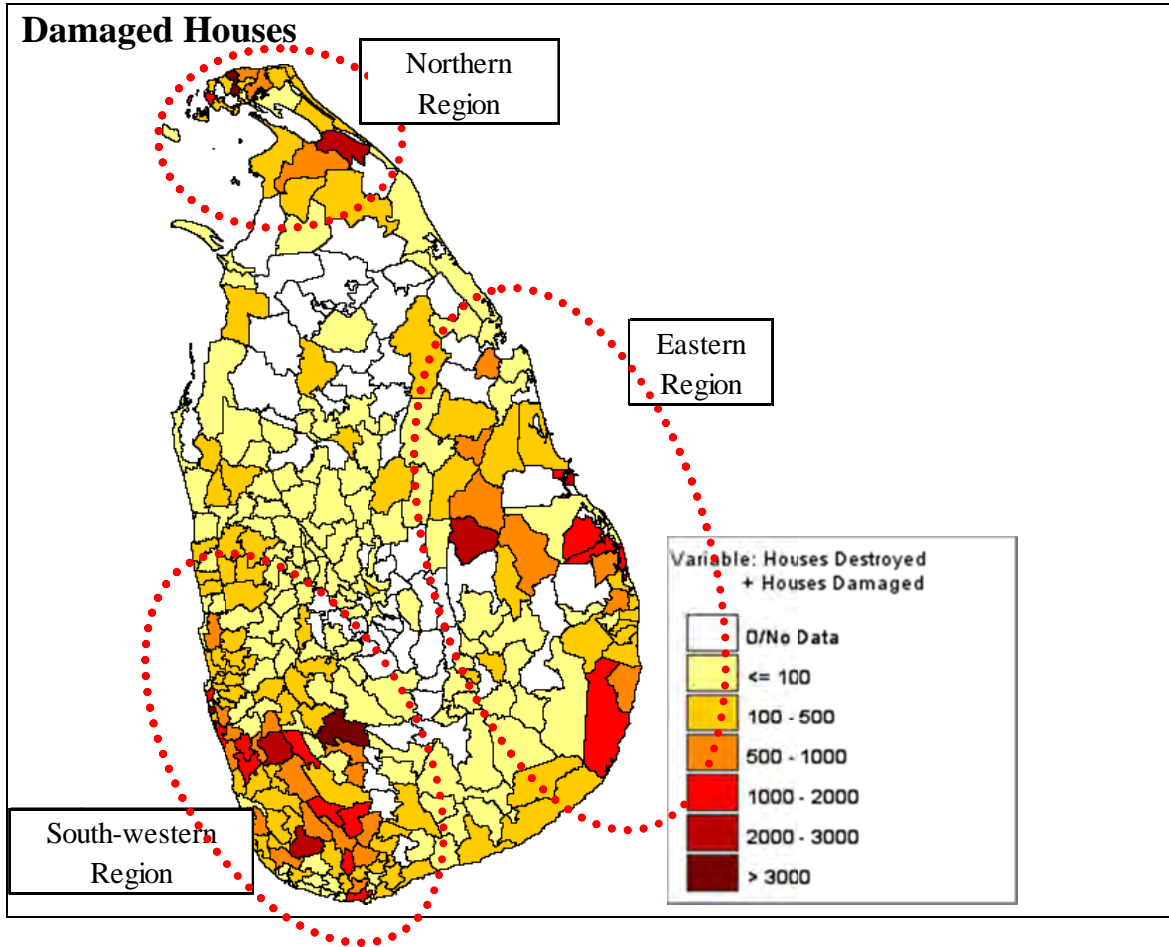 Damaged Houses
Northern
Region
Eastern
Region
South-western
Region
Variable: Houses Destroyed
+ Houses Damaged
0/No Data
<= 100
100 - 500
500 - 1000
1000 - 2000
2000 - 3000
> 3000